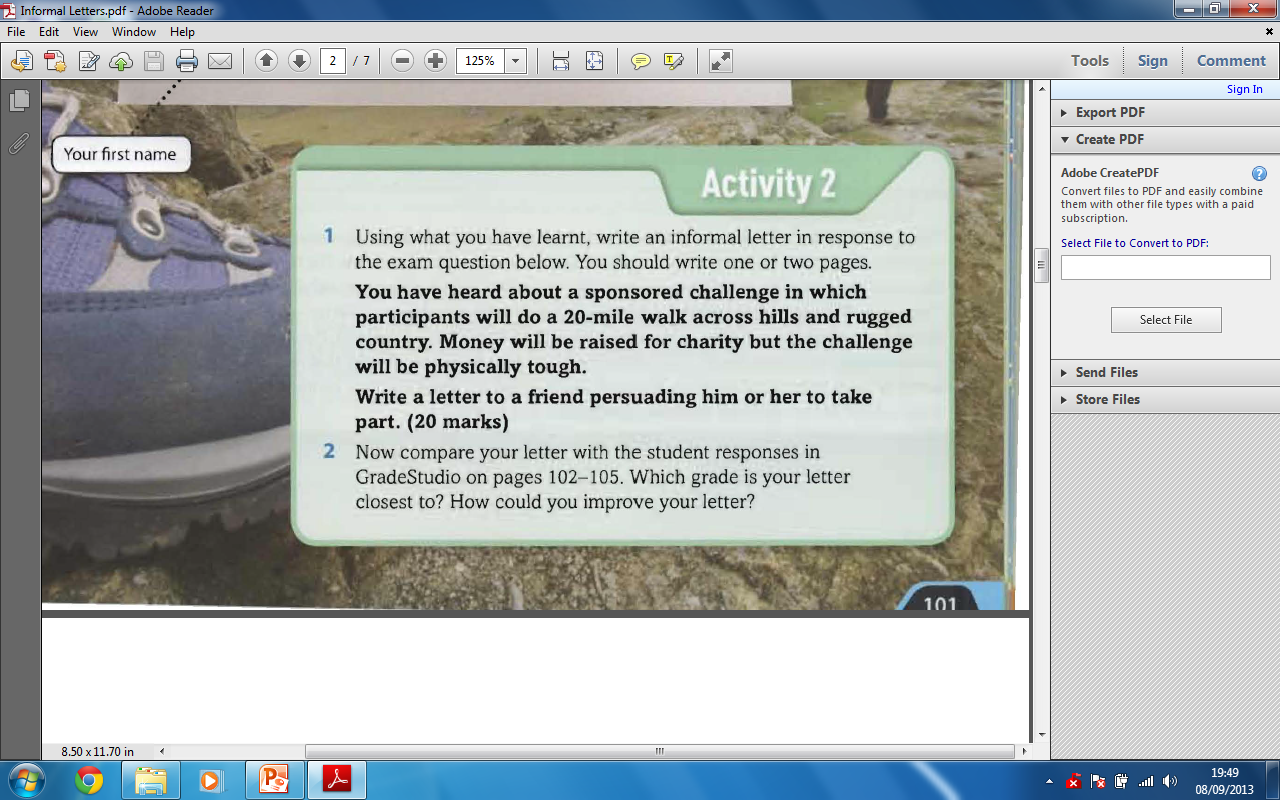 Informal Letters.pdf - Adobe Reader
File Edit View Window Help
2 / 7 125% Tools Sign Comment
Sign In
Export PDF
Create PDF
Adobe CreatePDF
Convert files to PDF and easily combine
them with other file types with a paid
subscription.
Select File to Convert to PDF:
Select File
Send Files
Store Files
Your first name
Activity 2
1 Using what you have learnt, write an informal letter in response to
the exam question below. You should write one or two pages.
You have heard about a sponsored challenge in which
participants will do a 20-mile walk across hills and rugged
country. Money will be raised for charity but the challenge
will be physically tough.
Write a letter to a friend persuading him or her to take
part. (20 marks)
2 Now compare your letter with the student responses in
GradeStudio on pages 102–105. Which grade is your letter
closest to? How could you improve your letter?
101
8.50 x 11.70 in
19:49
08/09/2013